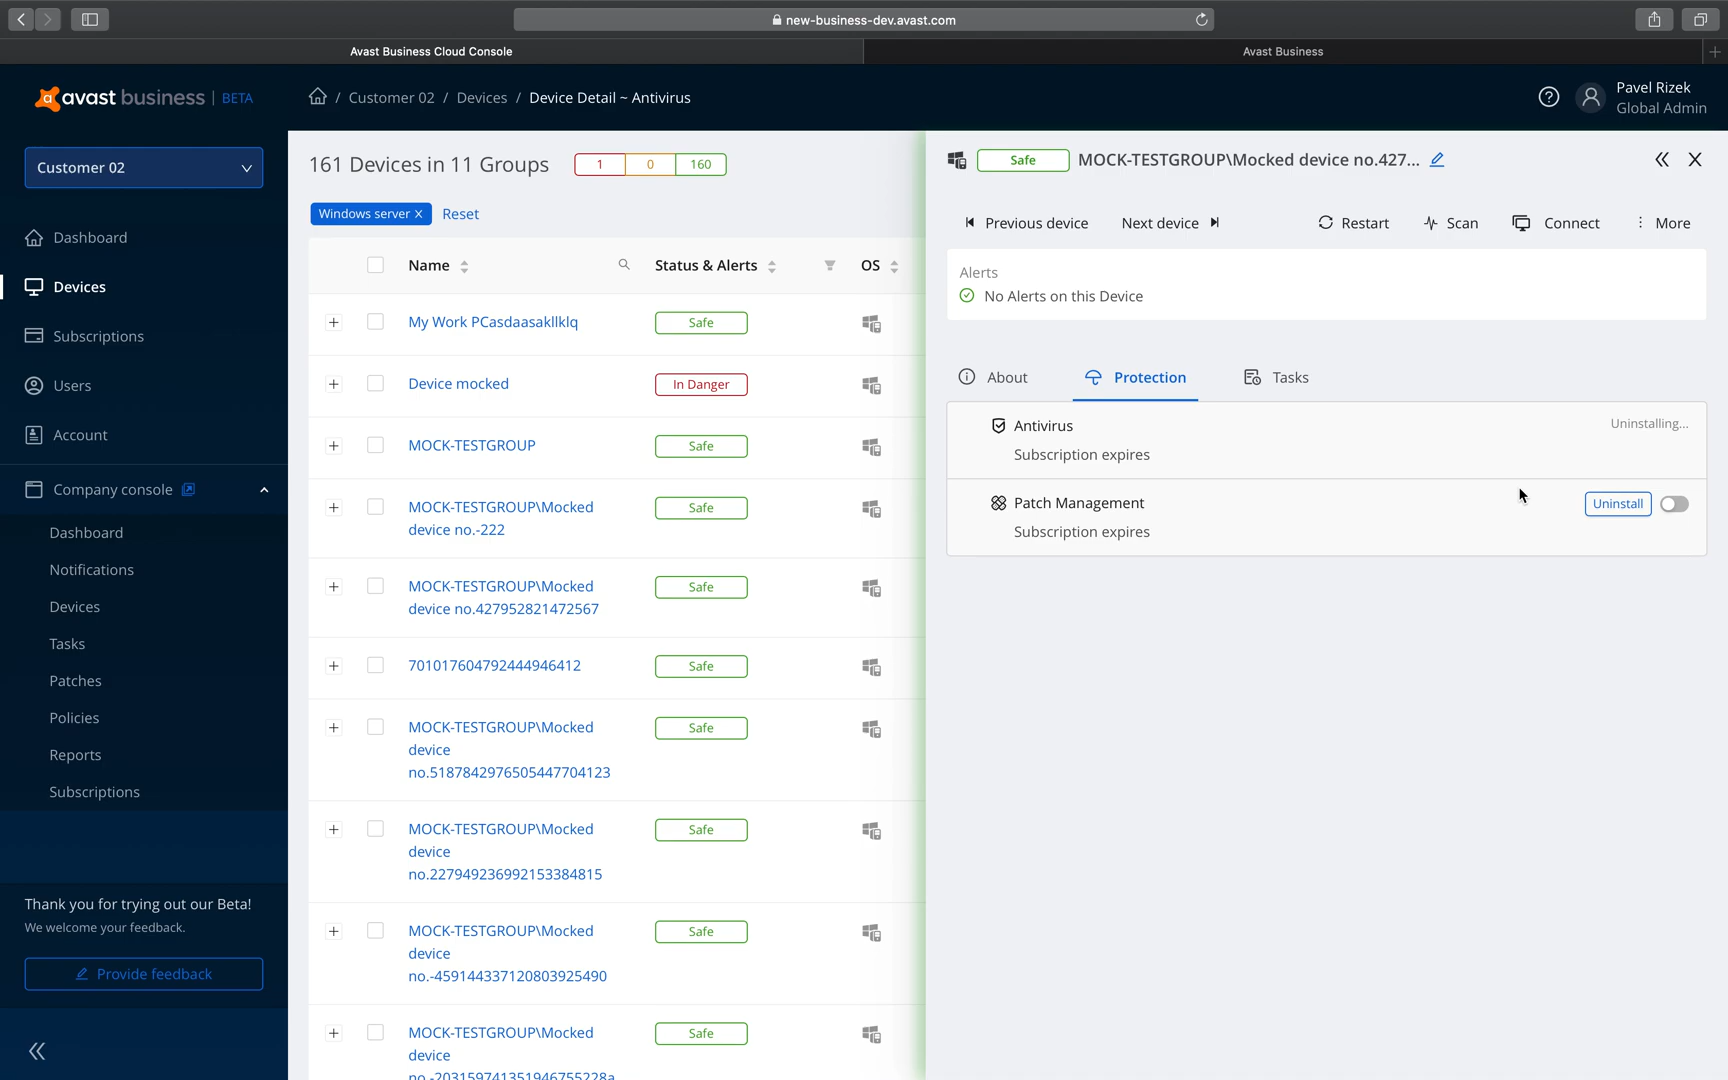 new-business-dev.avast.com
Avast Business Cloud Console
Avast Business
avast business | BETA
/ Customer 02 / Devices / Device Detail ~ Antivirus
Pavel Rizek
Global Admin
Customer 02
Dashboard
Devices
Subscriptions
Users
Account
Company console
Dashboard
Notifications
Devices
Tasks
Patches
Policies
Reports
Subscriptions
Thank you for trying out our Beta!
We welcome your feedback.
Provide feedback
161 Devices in 11 Groups
1 0 160
Windows server ×
Reset
Name Status & Alerts OS
My Work PCasdaasakllklq Safe
Device mocked In Danger
MOCK-TESTGROUP Safe
MOCK-TESTGROUP\Mocked Safe
device no.-222
MOCK-TESTGROUP\Mocked Safe
device no.427952821472567
701017604792444946412 Safe
MOCK-TESTGROUP\Mocked Safe
device
no.5187842976505447704123
MOCK-TESTGROUP\Mocked Safe
device
no.227949236992153384815
MOCK-TESTGROUP\Mocked Safe
device
no.-459144337120803925490
MOCK-TESTGROUP\Mocked Safe
device
no.-203159741351946755228a
Safe MOCK-TESTGROUP\Mocked device no.427...
Previous device Next device Restart Scan Connect More
Alerts
No Alerts on this Device
About Protection Tasks
Antivirus Uninstalling...
Subscription expires
Patch Management Uninstall
Subscription expires